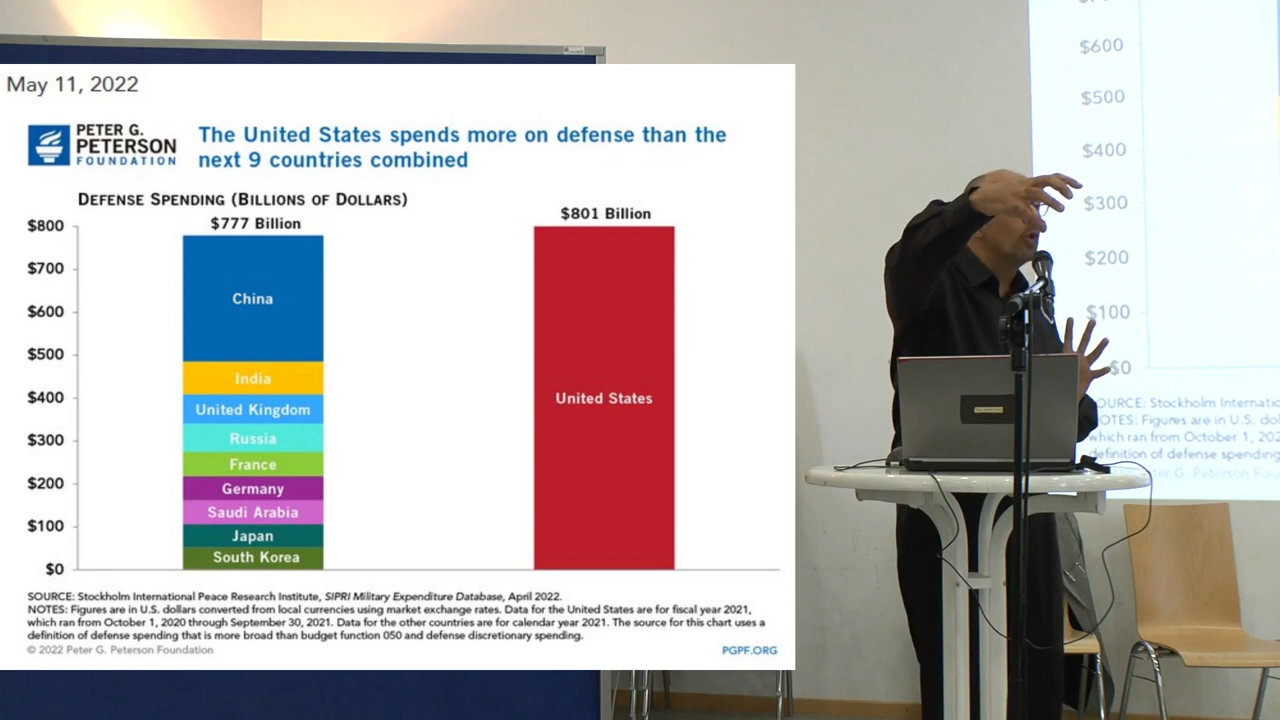 May 11, 2022
PETER G.
PETERSON
FOUNDATION
The United States spends more on defense than the
next 9 countries combined
DEFENSE SPENDING (BILLIONS OF DOLLARS)
$777 Billion
$801 Billion
$800
$700
$600
$500
$400
$300
$200
$100
$0
China
India
United Kingdom
Russia
France
Germany
Saudi Arabia
Japan
South Korea
United States
SOURCE: Stockholm International Peace Research Institute, SIPRI Military Expenditure Database, April 2022.
NOTES: Figures are in U.S. dollars converted from local currencies using market exchange rates. Data for the United States are for fiscal year 2021,
which ran from October 1, 2020 through September 30, 2021. Data for the other countries are for calendar year 2021. The source for this chart uses a
definition of defense spending that is more broad than budget function 050 and defense discretionary spending.
© 2022 Peter G. Peterson Foundation
PGPF.ORG
$600
$500
$400
$300
$200
$100
$0
OURCE: Stockholm Internatio
NOTES: Figures are in U.S. dol
which ran from October 1, 202
definition of defense spending
ter G. Peterson Fou